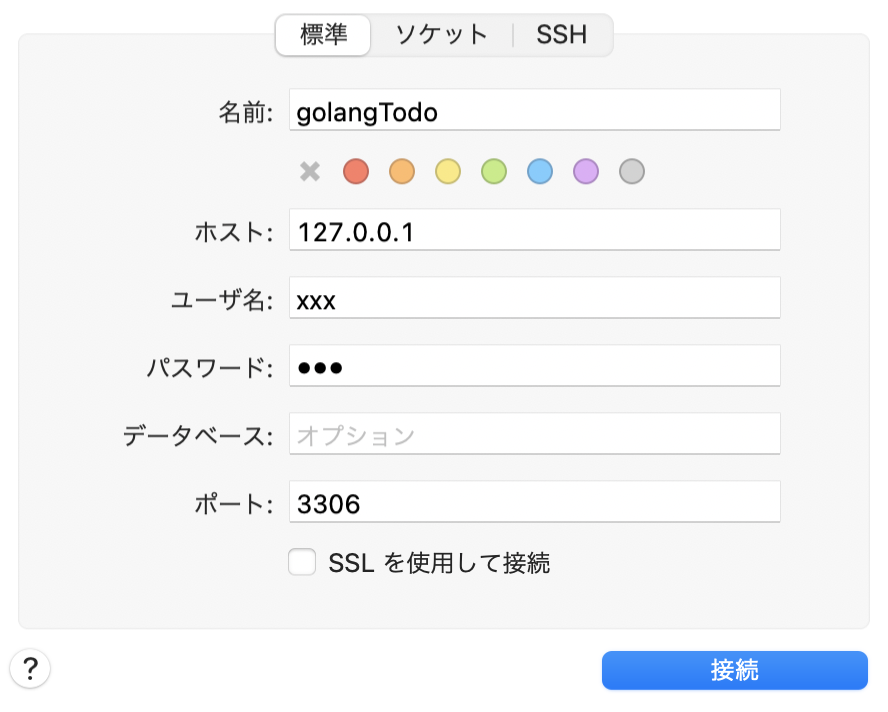 標準 ソケット SSH
名前: golangTodo
ホスト: 127.0.0.1
ユーザ名: xxx
パスワード: ●●●
データベース: オプション
ポート: 3306
SSL を使用して接続
? 接続